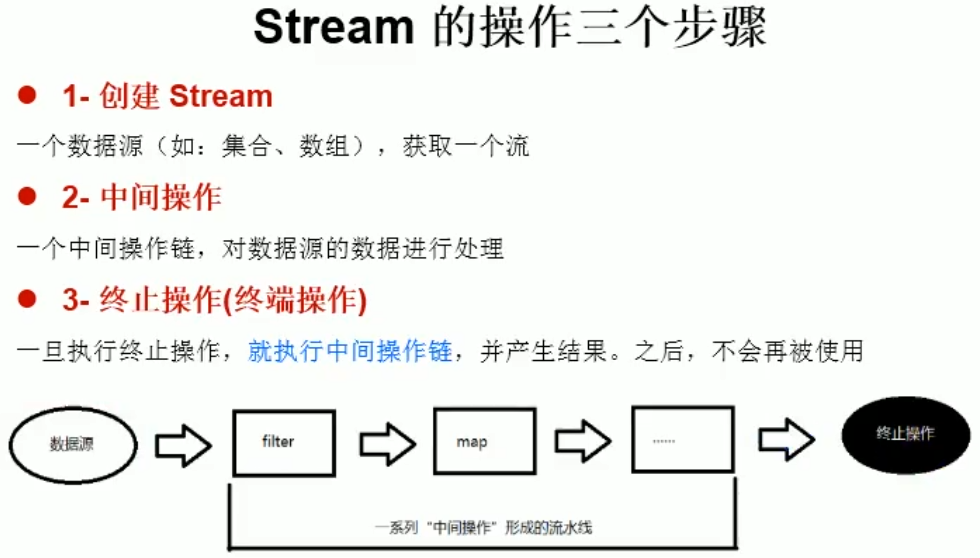 Stream 的操作三个步骤
● 1- 创建 Stream
一个数据源（如：集合、数组），获取一个流
● 2- 中间操作
一个中间操作链，对数据源的数据进行处理
● 3- 终止操作(终端操作)
一旦执行终止操作，就执行中间操作链，并产生结果。之后，不会再被使用
数据源
filter
map
......
终止操作
一系列“中间操作”形成的流水线